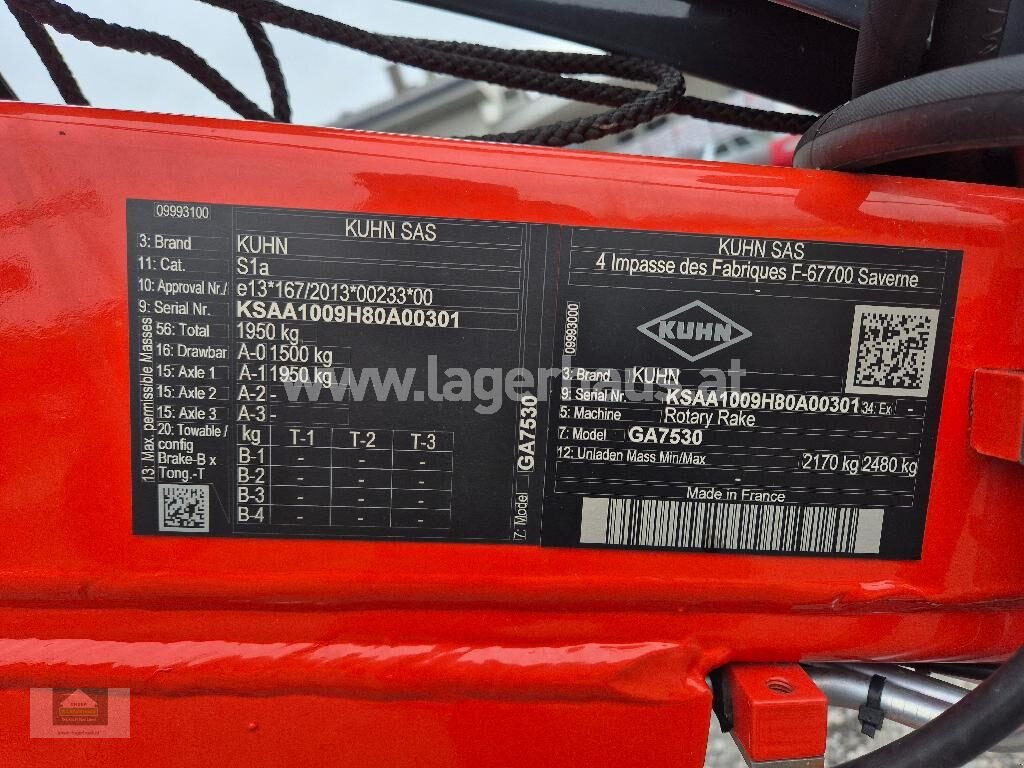 09993100
KUHN SAS
3: Brand KUHN
11: Cat. S1a
10: Approval Nr./ e13*167/2013*00233*00
9: Serial Nr. KSAA1009H80A00301
13: Max. permissible Masses
56: Total 1950 kg
16: Drawbar A-0 1500 kg
15: Axle 1 A-1 1950 kg
15: Axle 2 A-2 -
15: Axle 3 A-3 -
20: Towable / config
Brake-B x
Tong.-T
kg T-1 T-2 T-3
B-1 - - -
B-2 - - -
B-3 - - -
B-4 - - -
7: Model GA7530
KUHN SAS
4 Impasse des Fabriques F-67700 Saverne
09993000
KUHN
3: Brand KUHN
9: Serial Nr. KSAA1009H80A00301 34: Ex -
5: Machine Rotary Rake
7: Model GA7530
12: Unladen Mass Min/Max 2170 kg 2480 kg
Made in France
www.lagerhaus.at